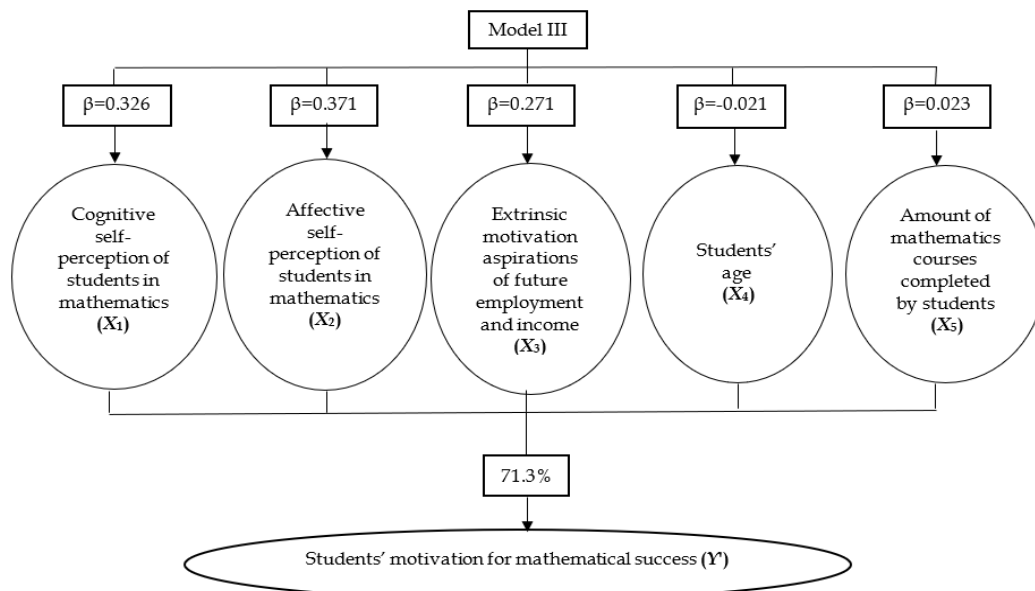 Model III
β=0.326
β=0.371
β=0.271
β=-0.021
β=0.023
Cognitive
self-
perception of
students in
mathematics
(X₁)
Affective
self-
perception of
students in
mathematics
(X₂)
Extrinsic
motivation
aspirations
of future
employment
and income
(X₃)
Students’
age
(X₄)
Amount of
mathematics
courses
completed
by students
(X₅)
71.3%
Students’ motivation for mathematical success (Y)